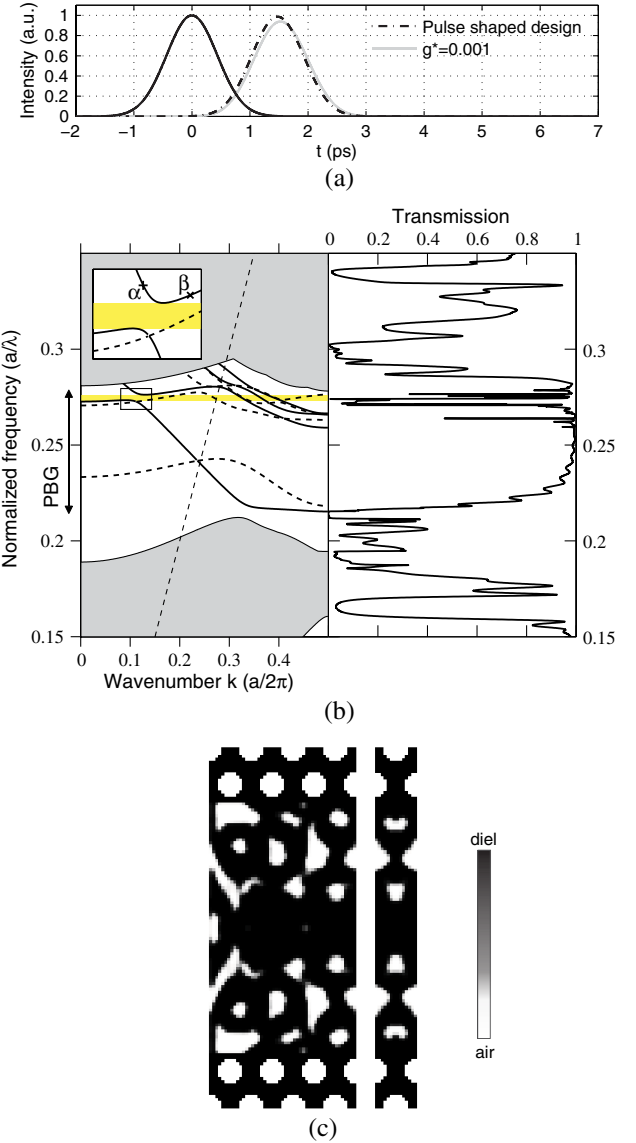 Intensity (a.u.)
1
0.8
0.6
0.4
0.2
0
Pulse shaped design
g*=0.001
−2 −1 0 1 2 3 4 5 6 7
t (ps)
(a)
Transmission
0 0.2 0.4 0.6 0.8 1
α β
Normalized frequency (a/λ)
PBG
0.3 0.3
0.25 0.25
0.2 0.2
0.15 0.15
0 0.1 0.2 0.3 0.4
Wavenumber k (a/2π)
(b)
diel
air
(c)